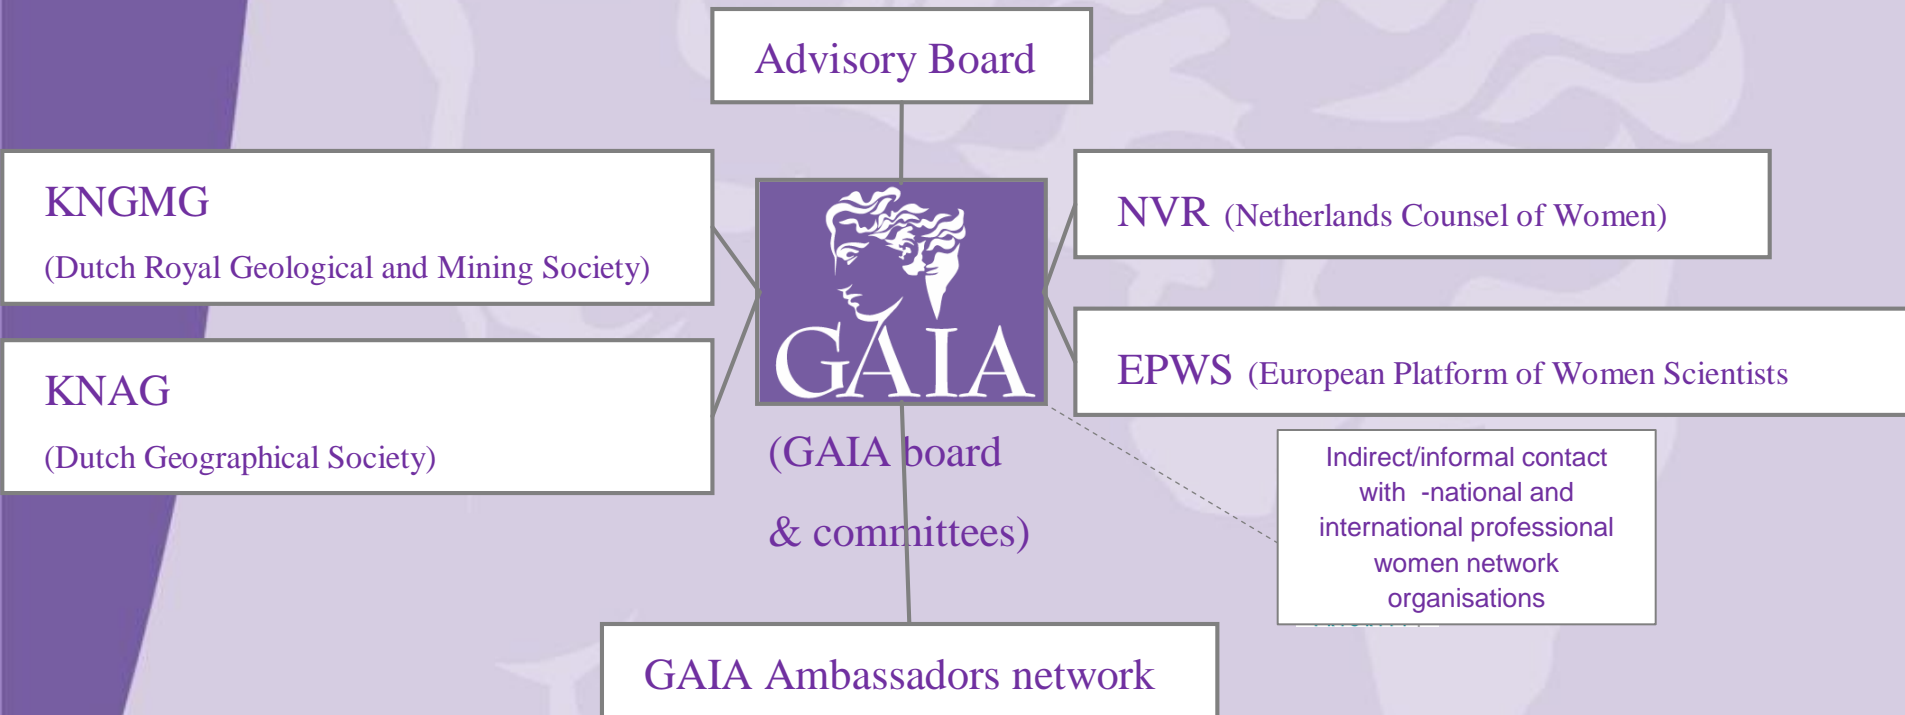 Advisory Board
KNGMG
(Dutch Royal Geological and Mining Society)
KNAG
(Dutch Geographical Society)
GAIA
(GAIA board
& committees)
NVR (Netherlands Counsel of Women)
EPWS (European Platform of Women Scientists
Indirect/informal contact
with -national and
international professional
women network
organisations
GAIA Ambassadors network